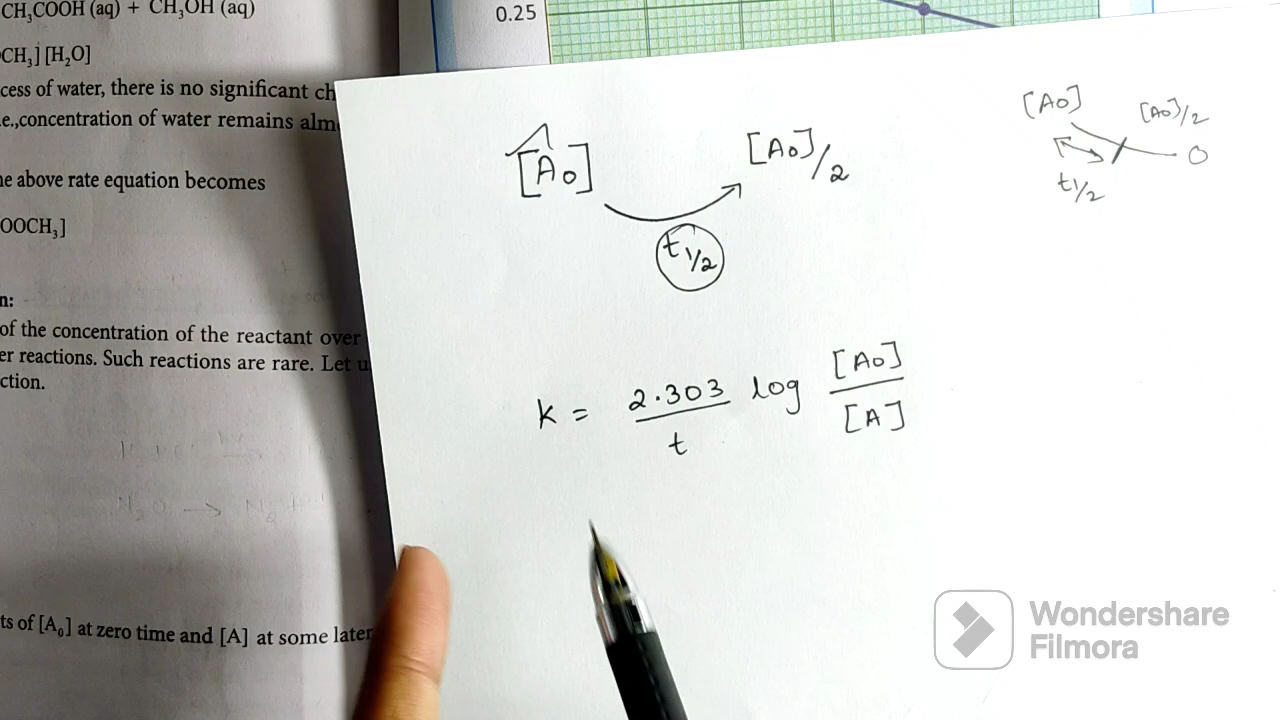 CH₃COOH (aq) + CH₃OH (aq)
0.25
CH₃] [H₂O]
cess of water, there is no significant ch
e.,concentration of water remains alm
he above rate equation becomes
OOCH₃]
n:
of the concentration of the reactant over
er reactions. Such reactions are rare. Let u
ction.
N₂O → N₂
ts of [A₀] at zero time and [A] at some later
[A₀] [A₀]/2
t1/2
[A₀] [A₀]/2
0
t1/2
K = 2.303/t log [A₀]/[A]
Wondershare
Filmora